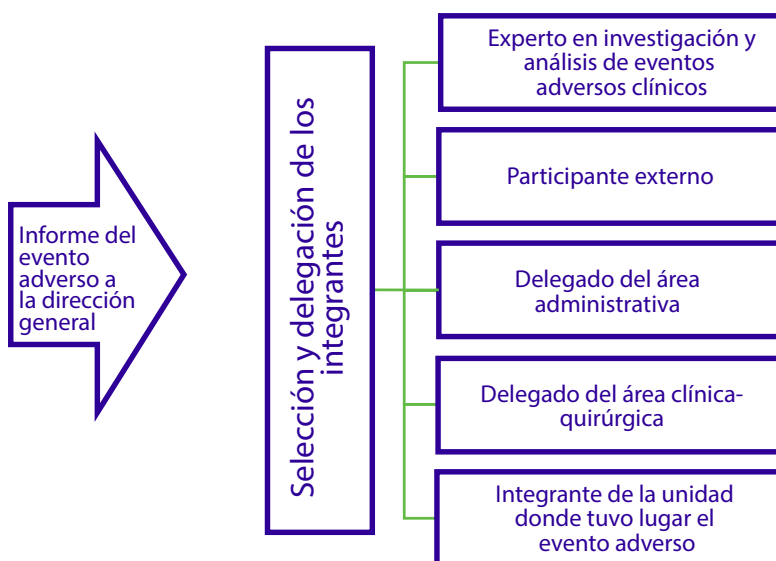 Informe del
evento
adverso a
la dirección
general
Selección y delegación de los
integrantes
Experto en investigación y
análisis de eventos
adversos clínicos
Participante externo
Delegado del área
administrativa
Delegado del área clínica-
quirúrgica
Integrante de la unidad
donde tuvo lugar el
evento adverso